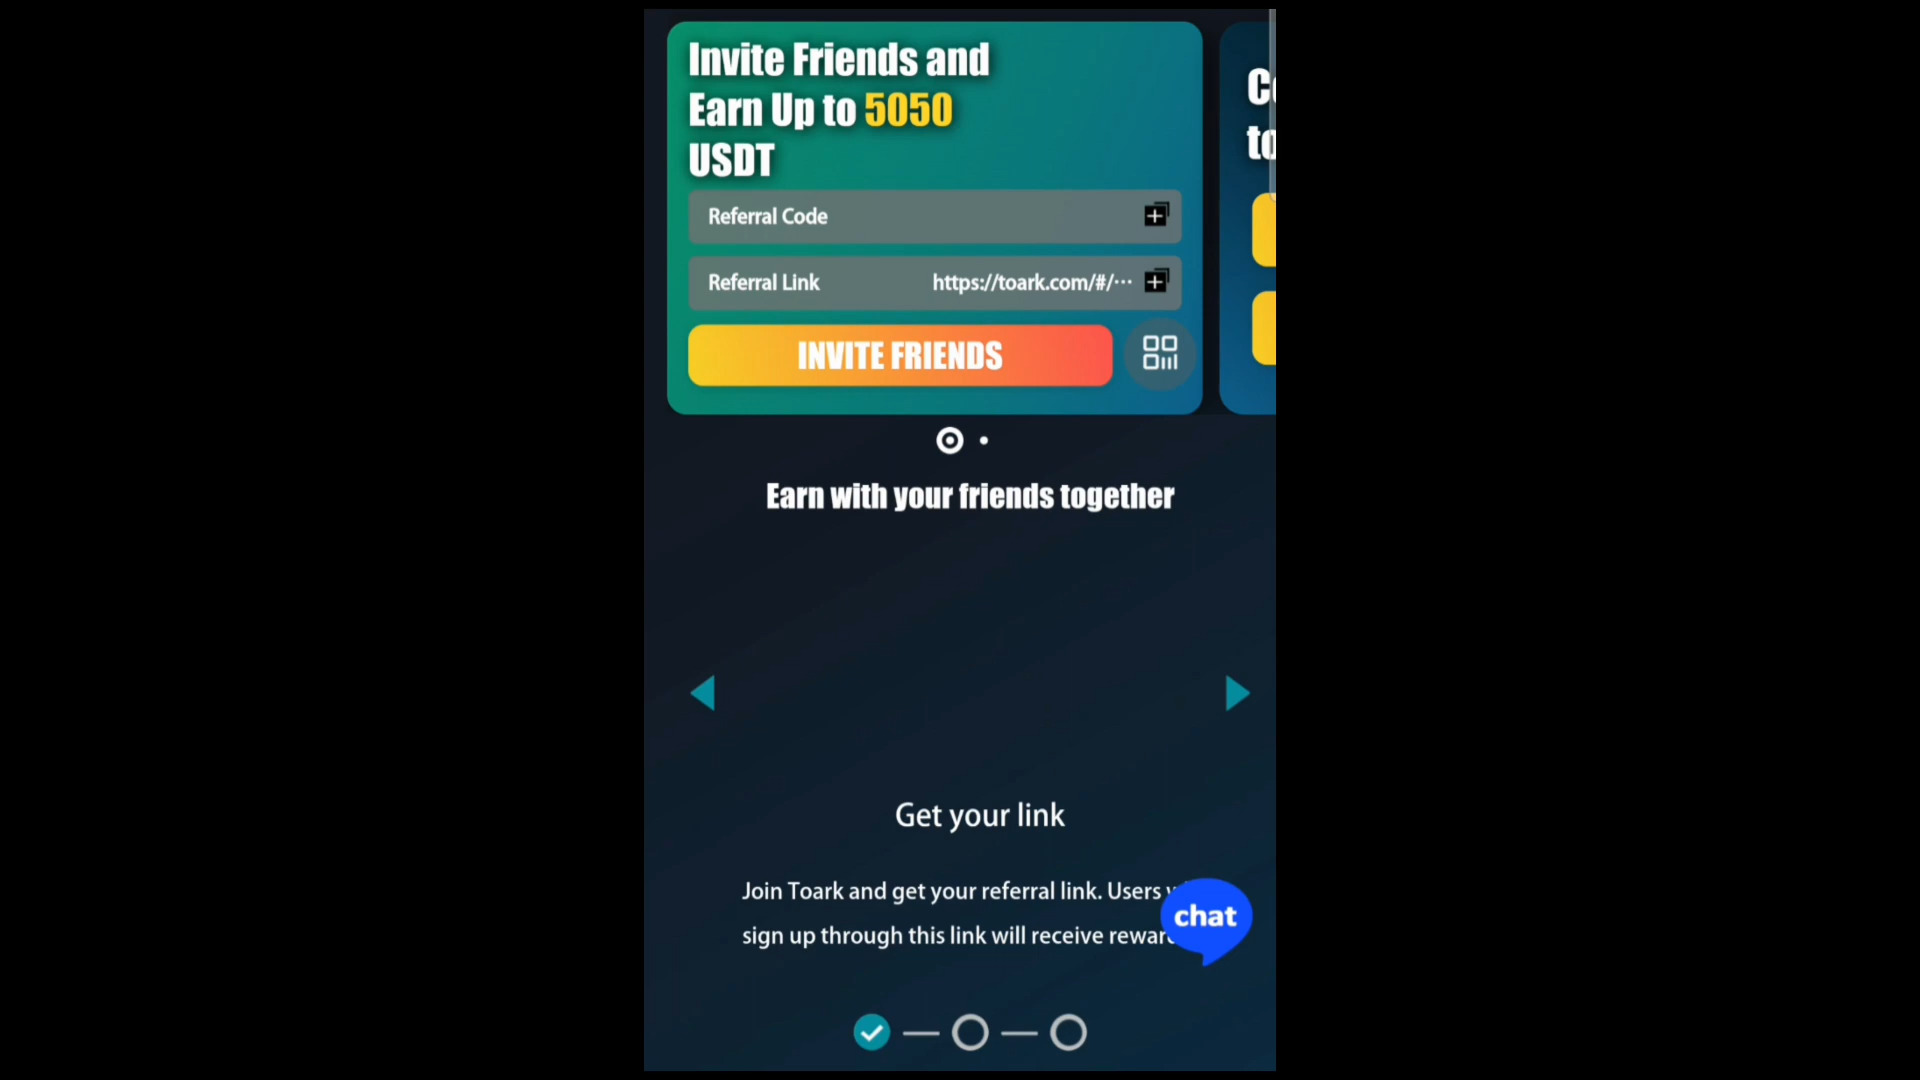 Invite Friends and
Earn Up to 5050
USDT
Referral Code
Referral Link https://toark.com/#/···
INVITE FRIENDS
Earn with your friends together
Get your link
Join Toark and get your referral link. Users
sign up through this link will receive
chat